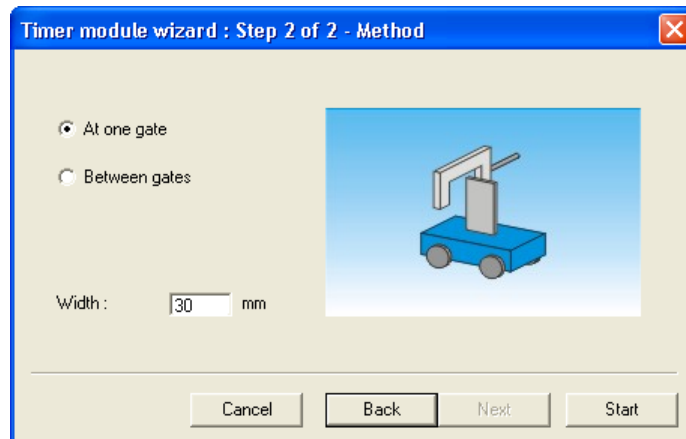 Timer module wizard : Step 2 of 2 - Method
At one gate
Between gates
Width : 30 mm
Cancel Back Next Start